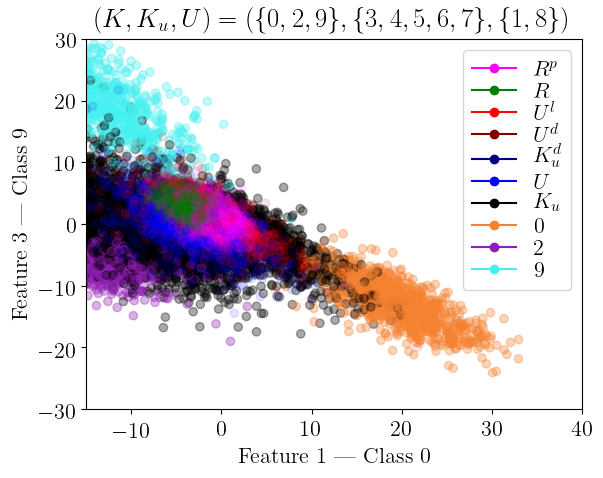 (K, K_u, U) = ({0, 2, 9}, {3, 4, 5, 6, 7}, {1, 8})
30
20
10
0
−10
−20
−30
Feature 3 — Class 9
R^p
R
U^l
U^d
K_u^d
U
K_u
0
2
9
−10
0
10
20
30
40
Feature 1 — Class 0